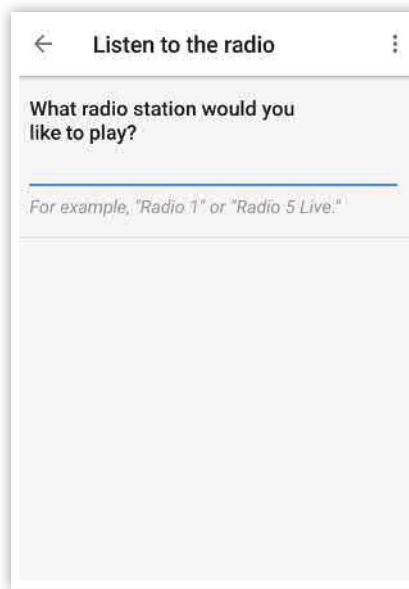 Listen to the radio
What radio station would you
like to play?
For example, "Radio 1" or "Radio 5 Live."